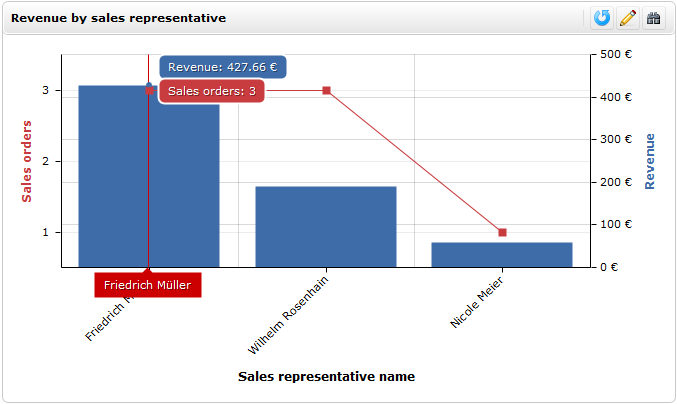 Revenue by sales representative
Revenue: 427.66 €
Sales orders: 3
3
2
1
Sales orders
500 €
400 €
300 €
200 €
100 €
0 €
Revenue
Friedrich Müller
Friedrich M
Wilhelm Rosenhain
Nicole Meier
Sales representative name